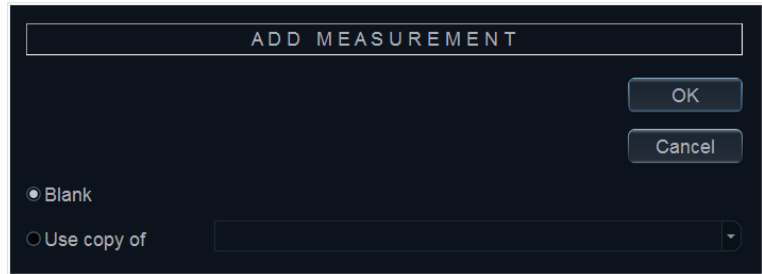 ADD MEASUREMENT
OK
Cancel
Blank
Use copy of